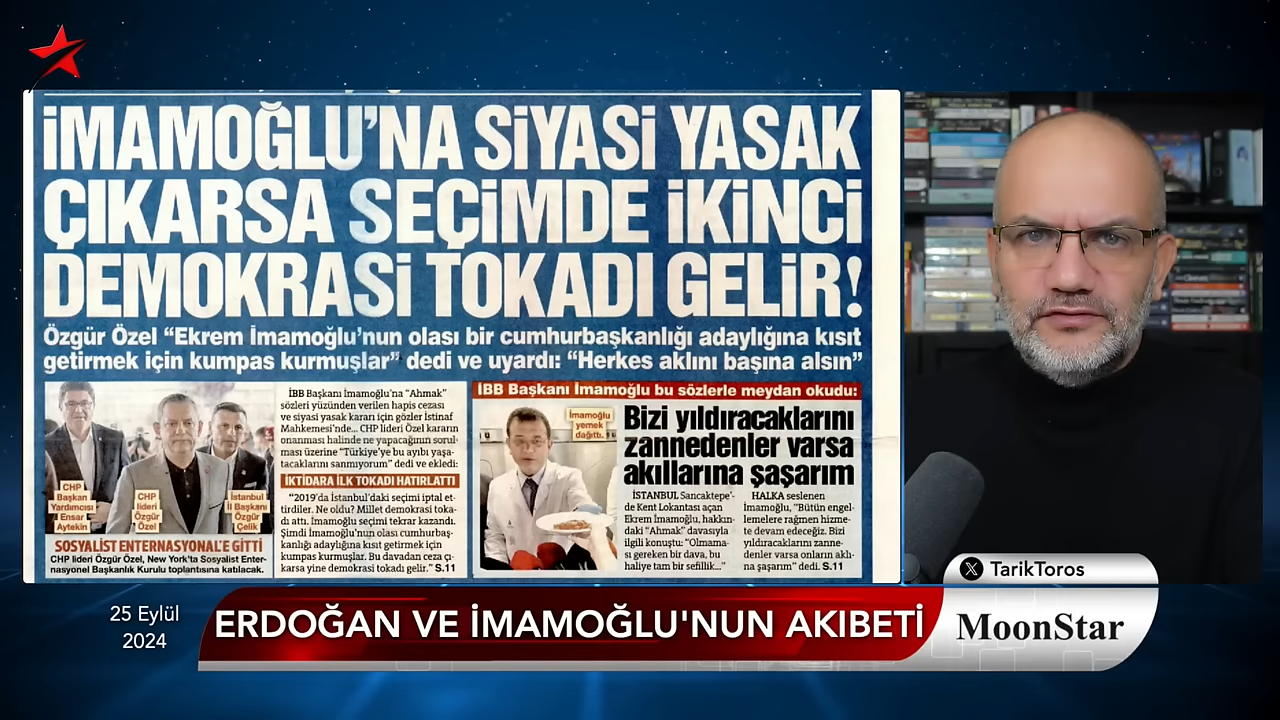 İMAMOĞLU'NA SİYASİ YASAK
ÇIKARSA SEÇİMDE İKİNCİ
DEMOKRASİ TOKADI GELİR!
Özgür Özel “Ekrem İmamoğlu'nun olası bir cumhurbaşkanlığı adaylığına kısıt
getirmek için kumpas kurmuşlar” dedi ve uyardı: “Herkes aklını başına alsın”
CHP
Başkan
Yardımcısı
Ensar
Aytekin
CHP
lideri
Özgür
Özel
İstanbul
İl Başkanı
Özgür
Çelik
SOSYALİST ENTERNASYONAL'E GİTTİ
CHP lideri Özgür Özel, New York'ta Sosyalist Enter-
nasyonel Başkanlık Kurulu toplantısına katılacak.
İBB Başkanı İmamoğlu'na “Ahmak”
sözleri yüzünden verilen hapis cezası
ve siyasi yasak kararı için gözler İstinaf
Mahkemesi'nde... CHP lideri Özel kararın
onanması halinde ne yapacağının sorul-
ması üzerine “Türkiye'ye bu ayıbı yaşa-
tacaklarını sanmıyorum” dedi ve ekledi:
İKTİDARA İLK TOKADI HATIRLATTI
“2019'da İstanbul'daki seçimi iptal et-
tirdiler. Ne oldu? Millet demokrasi toka-
dı attı. İmamoğlu seçimi tekrar kazandı.
Şimdi İmamoğlu'nun olası cumhurbaş-
kanlığı adaylığına kısıt getirmek için
kumpas kurmuşlar. Bu davadan ceza çı-
karsa yine demokrasi tokadı gelir.” S.11
İBB Başkanı İmamoğlu bu sözlerle meydan okudu:
İmamoğlu
yemek
dağıttı.
Bizi yıldıracaklarını
zannedenler varsa
akıllarına şaşarım
İSTANBUL Sancaktepe'-
de Kent Lokantası açan
Ekrem İmamoğlu, hakkın-
daki “Ahmak” davasıyla
ilgili konuştu: “Olmama-
sı gereken bir dava, bu
haliyle tam bir sefillik...”
HALKA seslenen
İmamoğlu, “Bütün engel-
lemelere rağmen hizme-
te devam edeceğiz. Bizi
yıldıracaklarını zanne-
denler varsa onların aklı-
na şaşarım” dedi. S.11
TarikToros
25 Eylül
2024
ERDOĞAN VE İMAMOĞLU'NUN AKIBETİ
MoonStar